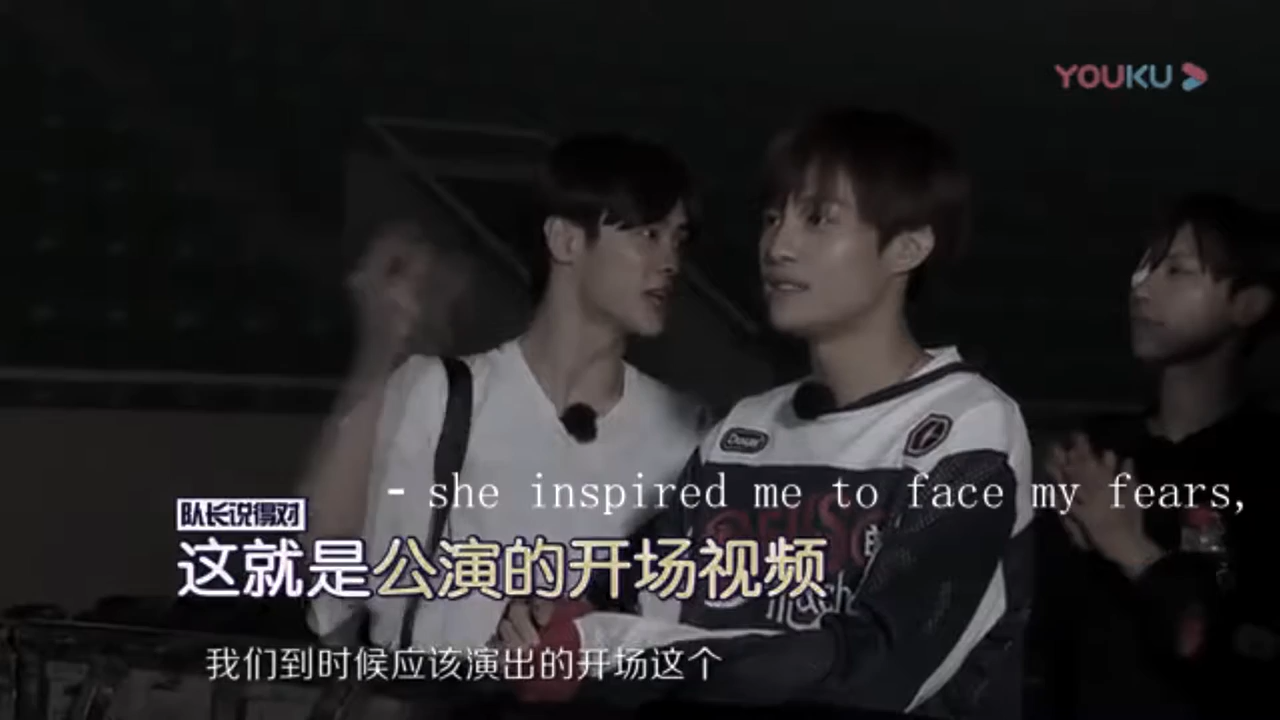 YOUKU
Doublf
- she inspired me to face my fears,
队长说得对
这就是公演的开场视频
我们到时候应该演出的开场这个